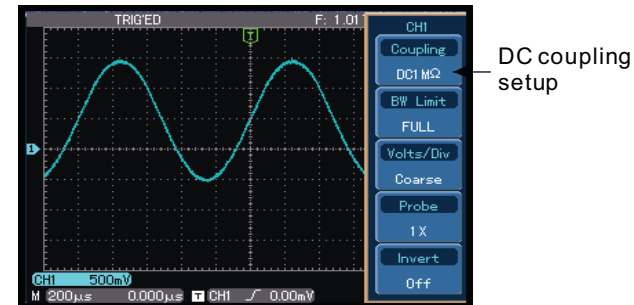 TRIG'ED F: 1.01
T
CH1
Coupling
DC1 MΩ
DC coupling
setup
BW Limit
FULL
1
Volts/Div
Coarse
Probe
1X
Invert
Off
CH1 500mV
M 200μs 0.000μs T CH1 0.00mV